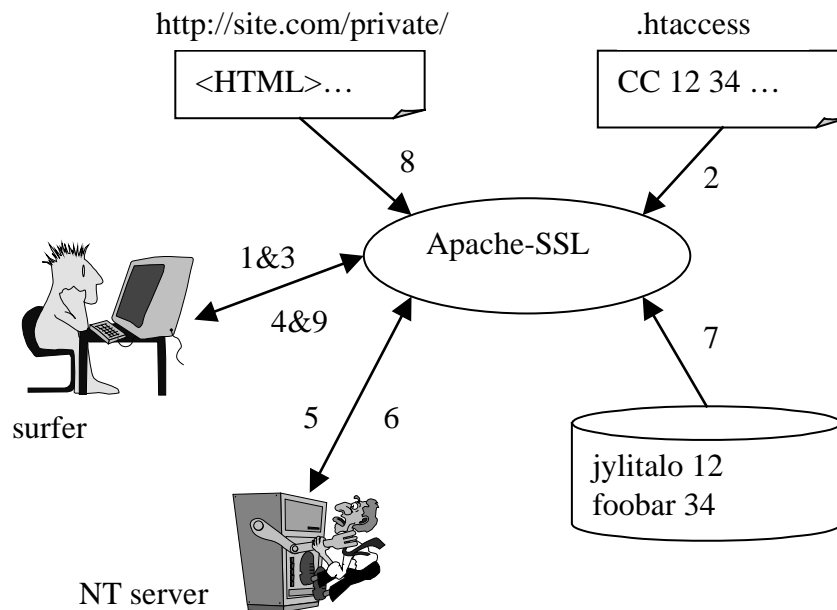 http://site.com/private/
.htaccess
<HTML>…
CC 12 34 …
8
2
Apache-SSL
1&3
4&9
7
5
6
surfer
jylitalo 12
foobar 34
NT server